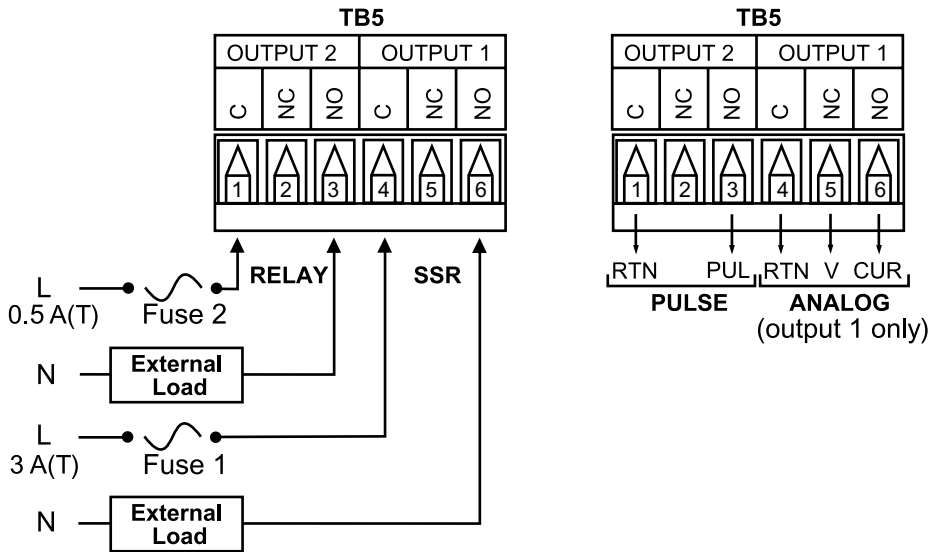 TB5
OUTPUT 2 OUTPUT 1
C NC NO C NC NO
1 2 3 4 5 6
RELAY SSR
L
0.5 A(T)
Fuse 2
N
External
Load
L
3 A(T)
Fuse 1
N
External
Load
TB5
OUTPUT 2 OUTPUT 1
C NC NO C NC NO
1 2 3 4 5 6
RTN PUL RTN V CUR
PULSE ANALOG
(output 1 only)